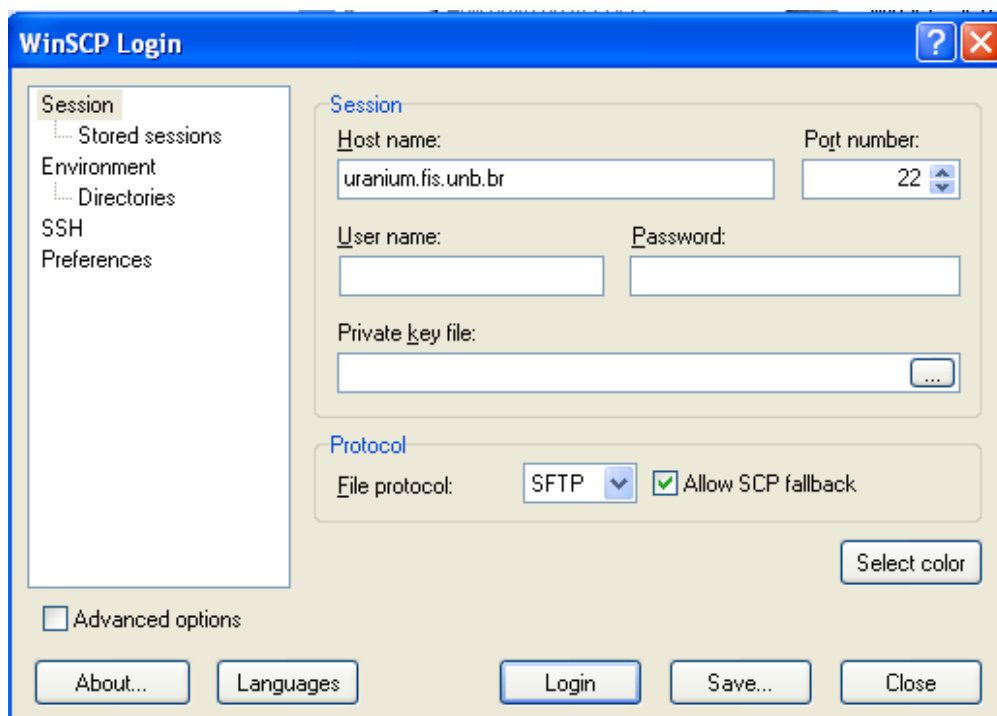 WinSCP Login
Session
Stored sessions
Environment
Directories
SSH
Preferences
Session
Host name:
Port number:
uranium.fis.unb.br
22
User name:
Password:
Private key file:
...
Protocol
File protocol:
SFTP
Allow SCP fallback
Select color
Advanced options
About...
Languages
Login
Save...
Close